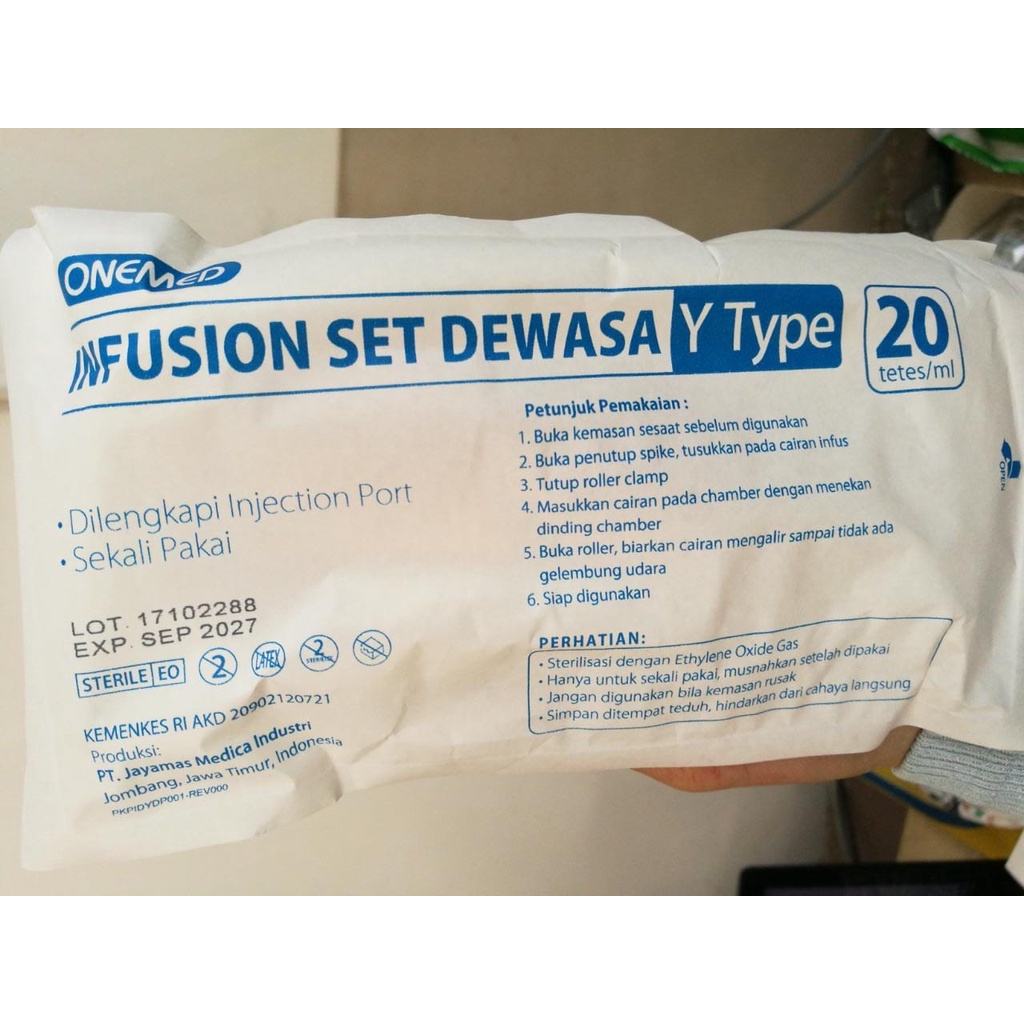 ONEMED
INFUSION SET DEWASA Y Type
20
tetes/ml
• Dilengkapi Injection Port
• Sekali Pakai
LOT. 17102288
EXP. SEP 2027
STERILE EO
2
LATEX
2
STERILIZE
KEMENKES RI AKD 20902120721
Produksi:
PT. Jayamas Medica Industri
Jombang, Jawa Timur, Indonesia
PKPIDYDP001-REV000
Petunjuk Pemakaian :
1. Buka kemasan sesaat sebelum digunakan
2. Buka penutup spike, tusukkan pada cairan infus
3. Tutup roller clamp
4. Masukkan cairan pada chamber dengan menekan
dinding chamber
5. Buka roller, biarkan cairan mengalir sampai tidak ada
gelembung udara
6. Siap digunakan
PERHATIAN:
• Sterilisasi dengan Ethylene Oxide Gas
• Hanya untuk sekali pakai, musnahkan setelah dipakai
• Jangan digunakan bila kemasan rusak
• Simpan ditempat teduh, hindarkan dari cahaya langsung
OPEN